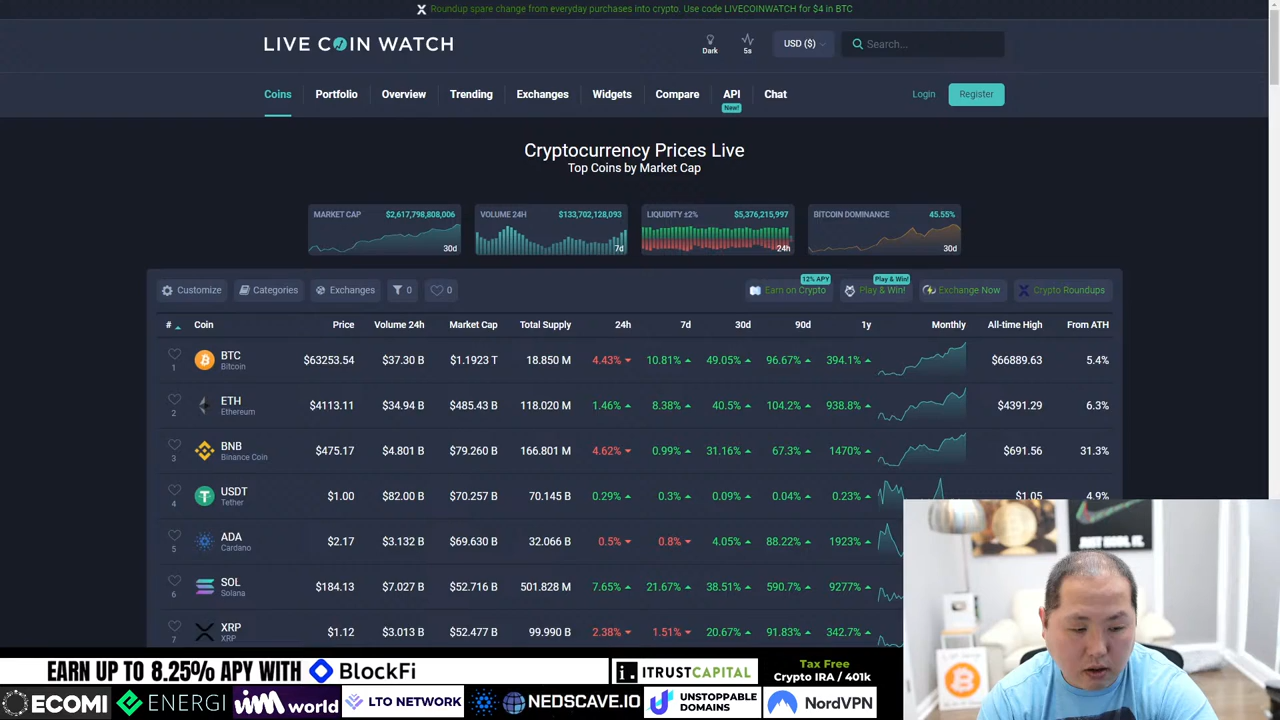 Roundup spare change from everyday purchases into crypto. Use code LIVECOINWATCH for $4 in BTC
LIVE COIN WATCH
Dark
5s
USD ($)
Search...
Coins Portfolio Overview Trending Exchanges Widgets Compare API Chat
New!
Login
Register
Cryptocurrency Prices Live
Top Coins by Market Cap
MARKET CAP $2,617,798,808,006
30d
VOLUME 24H $133,702,128,093
7d
LIQUIDITY ±2% $5,376,215,997
24h
BITCOIN DOMINANCE 45.55%
30d
Customize Categories Exchanges 0 0
12% APY
Earn on Crypto
Play & Win!
Play & Win!
Exchange Now
Crypto Roundups
# Coin Price Volume 24h Market Cap Total Supply 24h 7d 30d 90d 1y Monthly All-time High From ATH
1 BTC Bitcoin $63253.54 $37.30 B $1.1923 T 18.850 M 4.43% 10.81% 49.05% 96.67% 394.1% $66889.63 5.4%
2 ETH Ethereum $4113.11 $34.94 B $485.43 B 118.020 M 1.46% 8.38% 40.5% 104.2% 938.8% $4391.29 6.3%
3 BNB Binance Coin $475.17 $4.801 B $79.260 B 166.801 M 4.62% 0.99% 31.16% 67.3% 1470% $691.56 31.3%
4 USDT Tether $1.00 $82.00 B $70.257 B 70.145 B 0.29% 0.3% 0.09% 0.04% 0.23% $1.05 4.9%
5 ADA Cardano $2.17 $3.132 B $69.630 B 32.066 B 0.5% 0.8% 4.05% 88.22% 1923%
6 SOL Solana $184.13 $7.027 B $52.716 B 501.828 M 7.65% 21.67% 38.51% 590.7% 9277%
7 XRP XRP $1.12 $3.013 B $52.477 B 99.990 B 2.38% 1.51% 20.67% 91.83% 342.7%
JUST DOIT.
EARN UP TO 8.25% APY WITH BlockFi
ITRUSTCAPITAL
Tax Free
Crypto IRA / 401k
ECOMI
ENERGI
world
LTO NETWORK
NEDSCAVE.IO
UNSTOPPABLE
DOMAINS
NordVPN